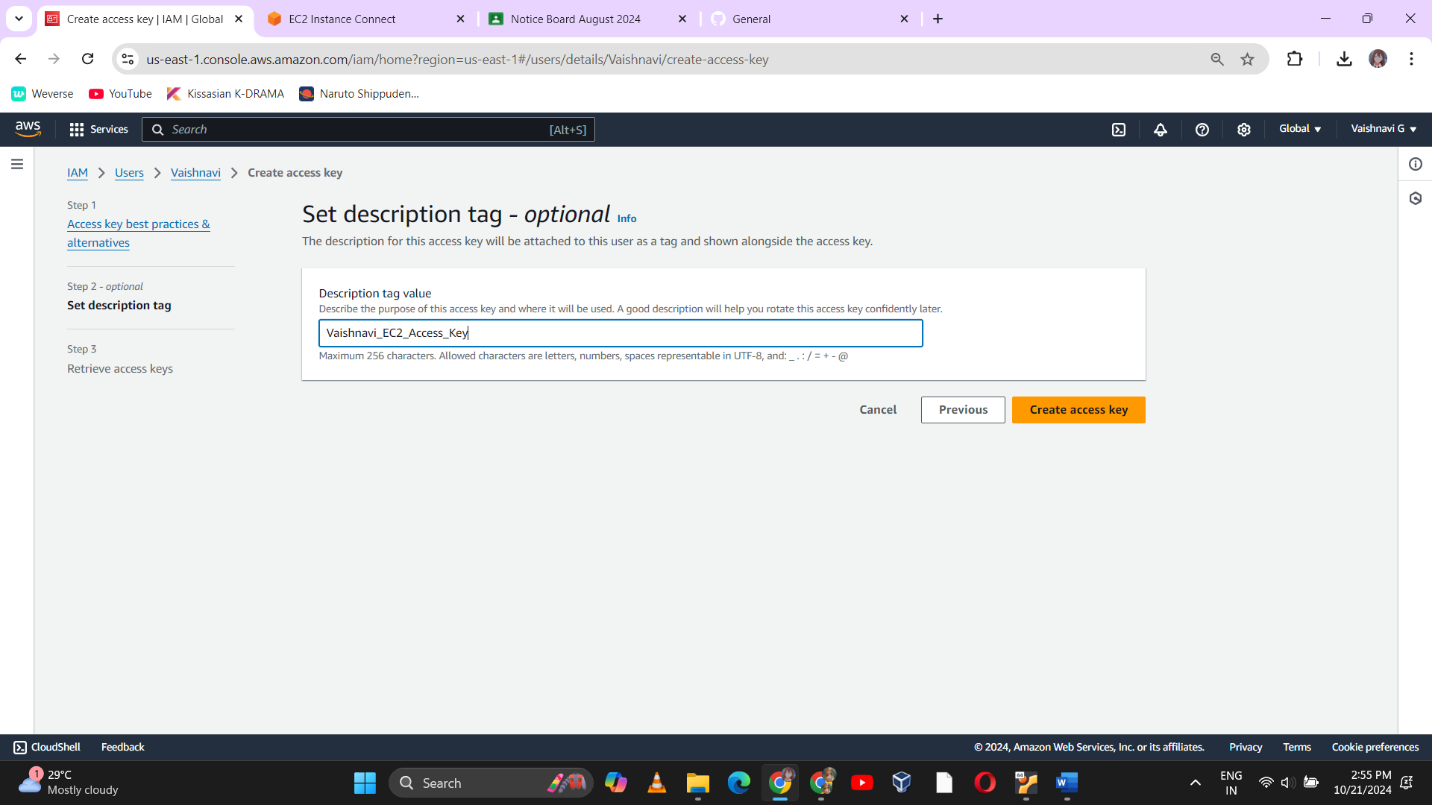 Create access key | IAM | Global
EC2 Instance Connect
Notice Board August 2024
General
us-east-1.console.aws.amazon.com/iam/home?region=us-east-1#/users/details/Vaishnavi/create-access-key
Weverse
YouTube
Kissasian K-DRAMA
Naruto Shippuden...
aws
Services
Search
[Alt+S]
Global
Vaishnavi G
IAM > Users > Vaishnavi > Create access key
Step 1
Access key best practices &
alternatives
Step 2 - optional
Set description tag
Step 3
Retrieve access keys
Set description tag - optional Info
The description for this access key will be attached to this user as a tag and shown alongside the access key.
Description tag value
Describe the purpose of this access key and where it will be used. A good description will help you rotate this access key confidently later.
Vaishnavi_EC2_Access_Key
Maximum 256 characters. Allowed characters are letters, numbers, spaces representable in UTF-8, and: _ . : / = + - @
Cancel
Previous
Create access key
CloudShell
Feedback
© 2024, Amazon Web Services, Inc. or its affiliates.
Privacy
Terms
Cookie preferences
1
29°C
Mostly cloudy
Search
ENG
IN
2:55 PM
10/21/2024